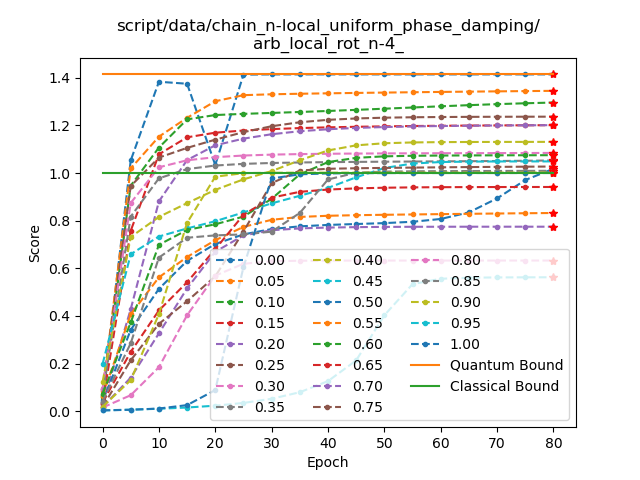 script/data/chain_n-local_uniform_phase_damping/
arb_local_rot_n-4_
Score
1.4
1.2
1.0
0.8
0.6
0.4
0.2
0.0
0.00 0.40 0.80
0.05 0.45 0.85
0.10 0.50 0.90
0.15 0.55 0.95
0.20 0.60 1.00
0.25 0.65 Quantum Bound
0.30 0.70 Classical Bound
0.35 0.75
0 10 20 30 40 50 60 70 80
Epoch